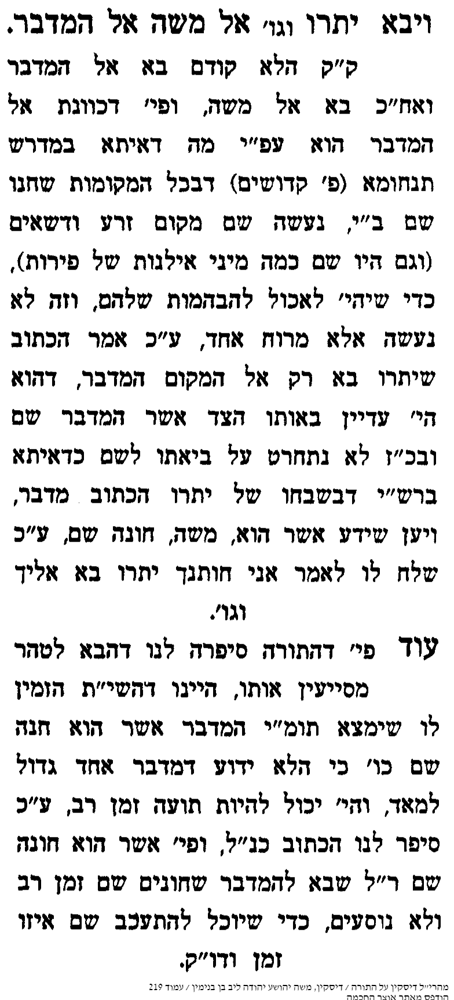 ויבא יתרו וגו׳ אל משה אל המדבר.
ק״ק הלא קודם בא אל המדבר
ואח״כ בא אל משה, ופי׳ דכוונת אל
המדבר הוא עפ״י מה דאיתא במדרש
תנחומא (פ׳ קדושים) דבכל המקומות שחנו
שם ב״י, נעשה שם מקום זרע ודשאים
(וגם היו שם כמה מיני אילנות של פירות),
כדי שיהי׳ לאכול להבהמות שלהם, וזה לא
נעשה אלא מרוח אחד, ע״כ אמר הכתוב
שיתרו בא רק אל המקום המדבר, דהוא
הי׳ עדיין באותו הצד אשר המדבר שם
ובכ״ז לא נתחרט על ביאתו לשם כדאיתא
ברש״י דבשבחו של יתרו הכתוב מדבר,
ויען שידע אשר הוא, משה, חונה שם, ע״כ
שלח לו לאמר אני חותנך יתרו בא אליך
וגו׳.
עוד פי׳ דהתורה סיפרה לנו דהבא לטהר
מסייעין אותו, היינו דהשי״ת הזמין
לו שימצא תומ״י המדבר אשר הוא חנה
שם כו׳ כי הלא ידוע דמדבר אחד גדול
למאד, והי׳ יכול להיות תועה זמן רב, ע״כ
סיפר לנו הכתוב כנ״ל, ופי׳ אשר הוא חונה
שם ר״ל שבא להמדבר שחונים שם זמן רב
ולא נוסעים, כדי שיוכל להתעכב שם איזו
זמן ודו״ק.
מהרי״ל דיסקין על התורה / דיסקין, משה יהושע יהודה ליב בן בנימין / עמוד 219
הודפס מאתר אוצר החכמה